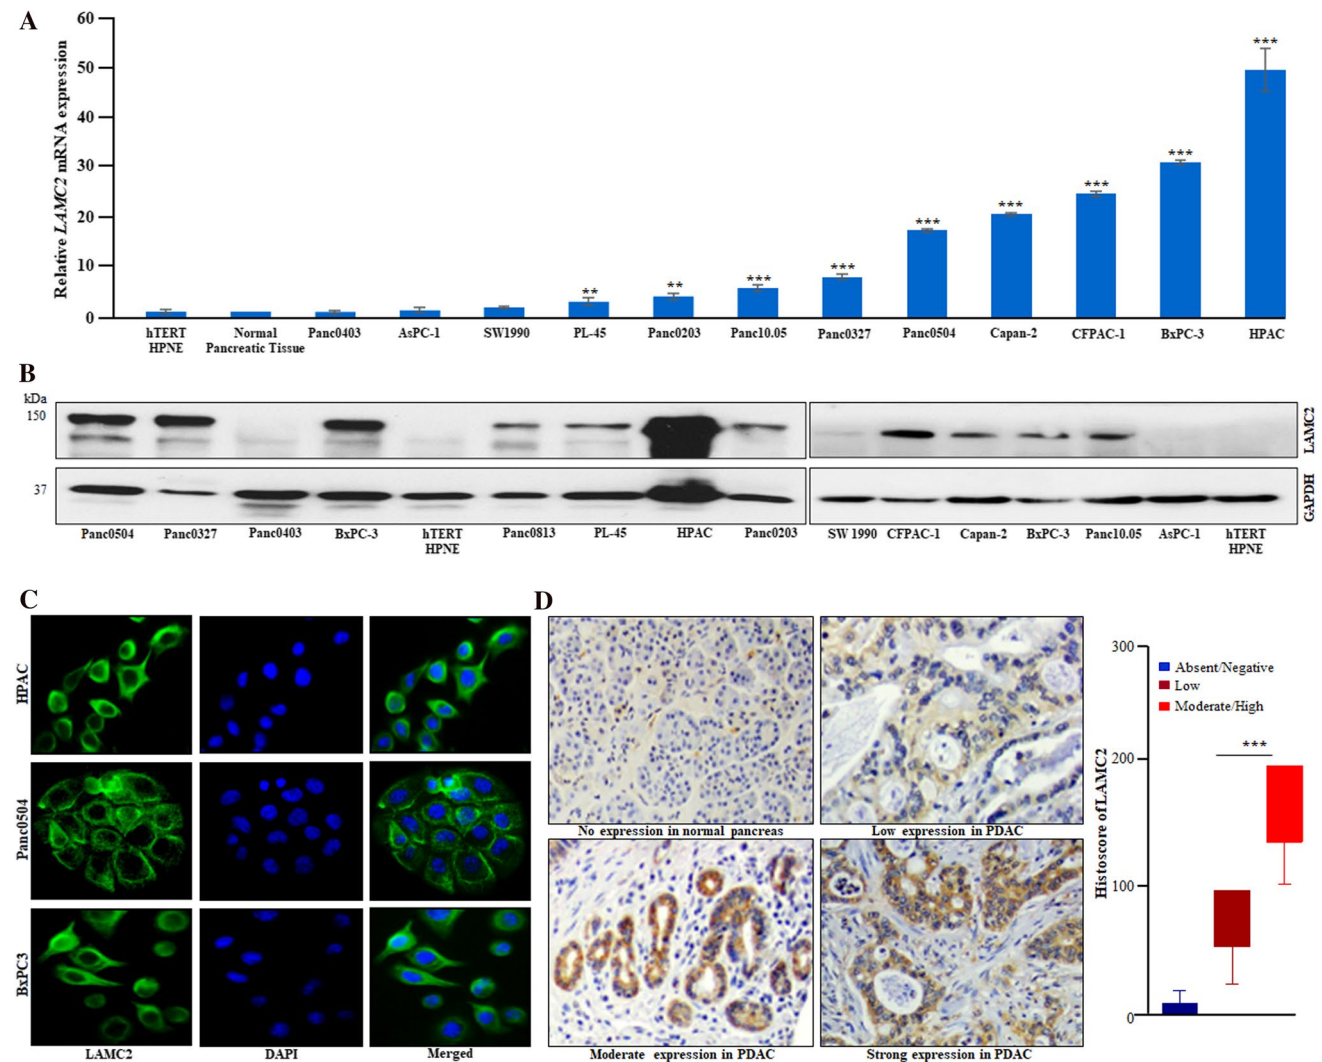 A
Relative LAMC2 mRNA expression
60
50
40
30
20
10
0
** ** *** *** *** *** *** *** ***
hTERT HPNE
Normal Pancreatic Tissue
Panc0403
AsPC-1
SW1990
PL-45
Panc0203
Panc10.05
Panc0327
Panc0504
Capan-2
CFPAC-1
BxPC-3
HPAC
B
kDa
150
LAMC2
37
GAPDH
Panc0504
Panc0327
Panc0403
BxPC-3
hTERT HPNE
Panc0813
PL-45
HPAC
Panc0203
SW 1990
CFPAC-1
Capan-2
BxPC-3
Panc10.05
AsPC-1
hTERT HPNE
C
HPAC
Panc0504
BxPC3
LAMC2
DAPI
Merged
D
No expression in normal pancreas
Low expression in PDAC
Moderate expression in PDAC
Strong expression in PDAC
Histoscore of LAMC2
300
200
100
0
Absent/Negative
Low
Moderate/High
***